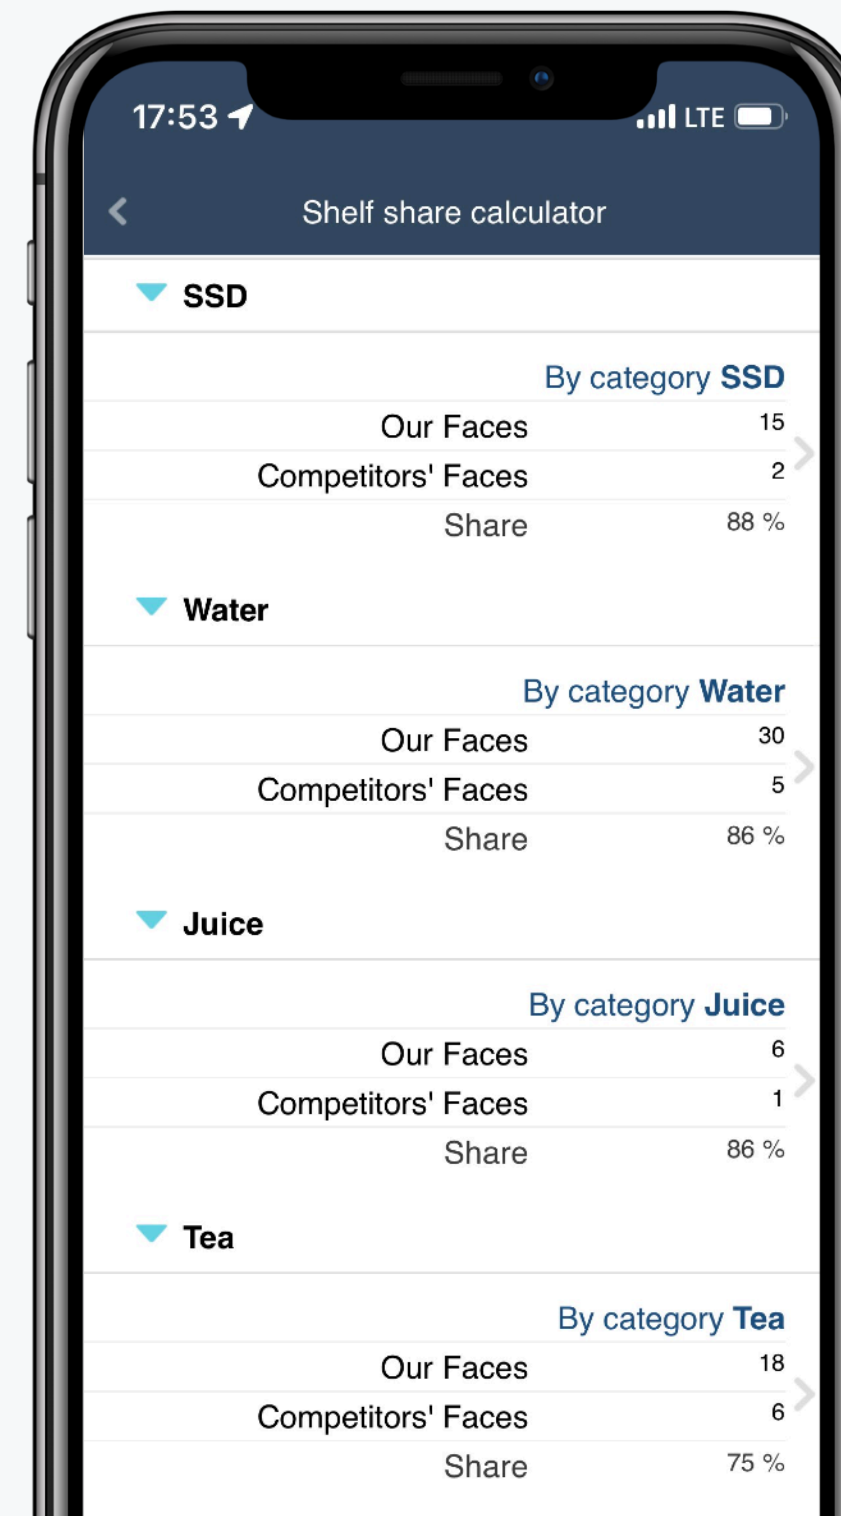 17:53 LTE
Shelf share calculator
SSD
By category SSD
Our Faces 15
Competitors' Faces 2
Share 88 %
Water
By category Water
Our Faces 30
Competitors' Faces 5
Share 86 %
Juice
By category Juice
Our Faces 6
Competitors' Faces 1
Share 86 %
Tea
By category Tea
Our Faces 18
Competitors' Faces 6
Share 75 %